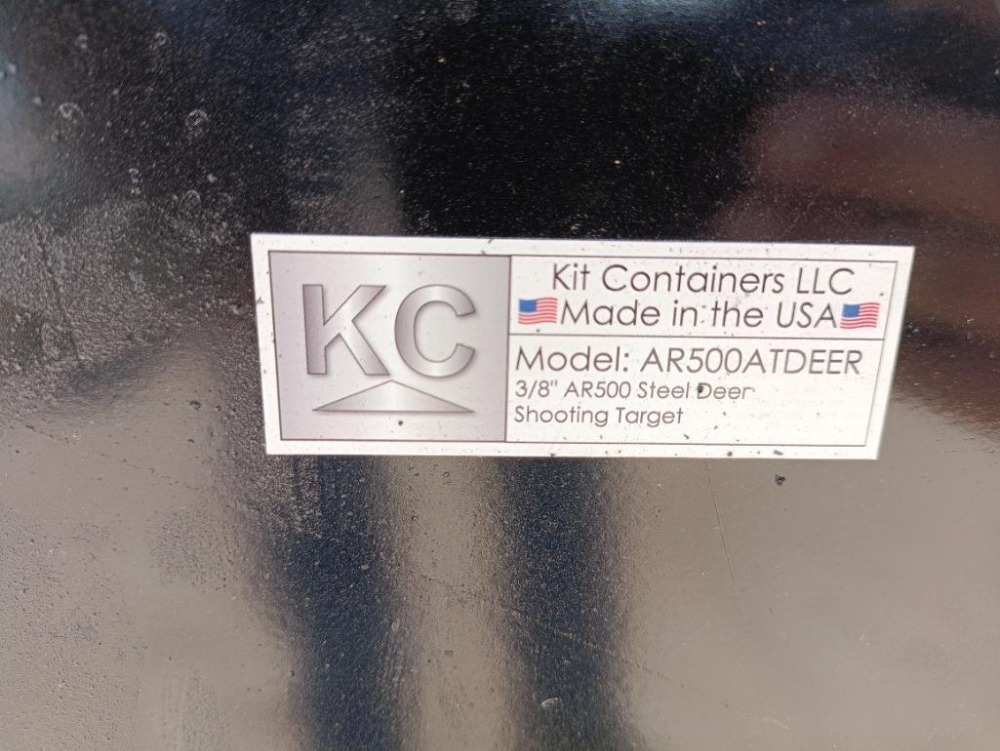 KC
Kit Containers LLC
Made in the USA
Model: AR500ATDEER
3/8" AR500 Steel Deer
Shooting Target